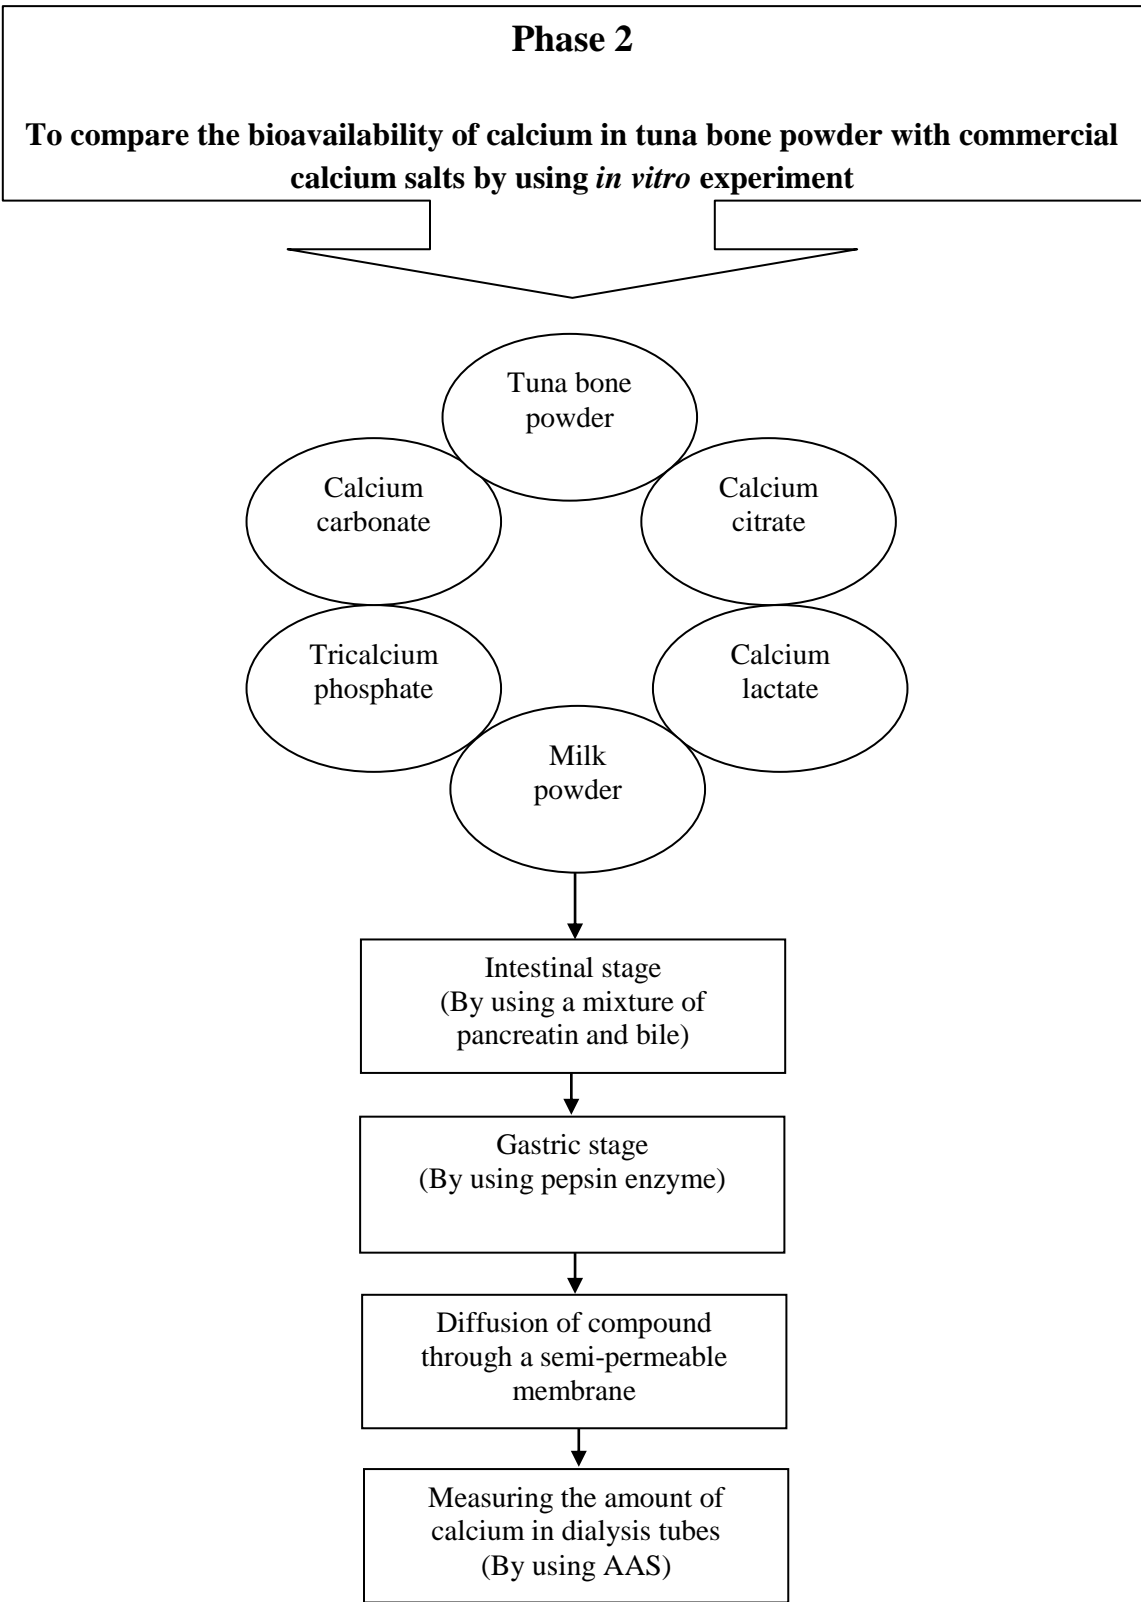 Phase 2
To compare the bioavailability of calcium in tuna bone powder with commercial
calcium salts by using in vitro experiment
Tuna bone
powder
Calcium
carbonate
Calcium
citrate
Tricalcium
phosphate
Calcium
lactate
Milk
powder
Intestinal stage
(By using a mixture of
pancreatin and bile)
Gastric stage
(By using pepsin enzyme)
Diffusion of compound
through a semi-permeable
membrane
Measuring the amount of
calcium in dialysis tubes
(By using AAS)